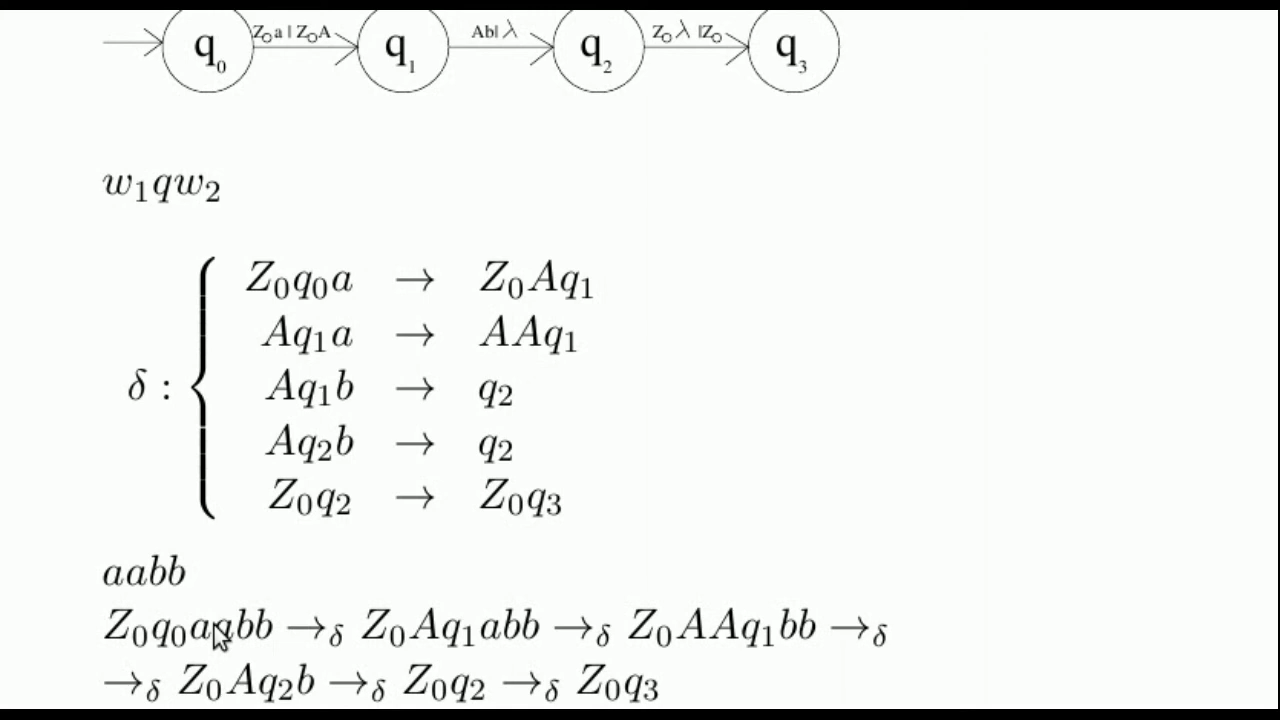 q₀ Z₀a | Z₀A q₁ Ab| λ q₂ Z₀λ |Z₀ q₃
w₁qw₂
Z₀q₀a → Z₀Aq₁
Aq₁a → AAq₁
δ : { Aq₁b → q₂
Aq₂b → q₂
Z₀q₂ → Z₀q₃
aabb
Z₀q₀aabb →δ Z₀Aq₁abb →δ Z₀AAq₁bb →δ
→δ Z₀Aq₂b →δ Z₀q₂ →δ Z₀q₃